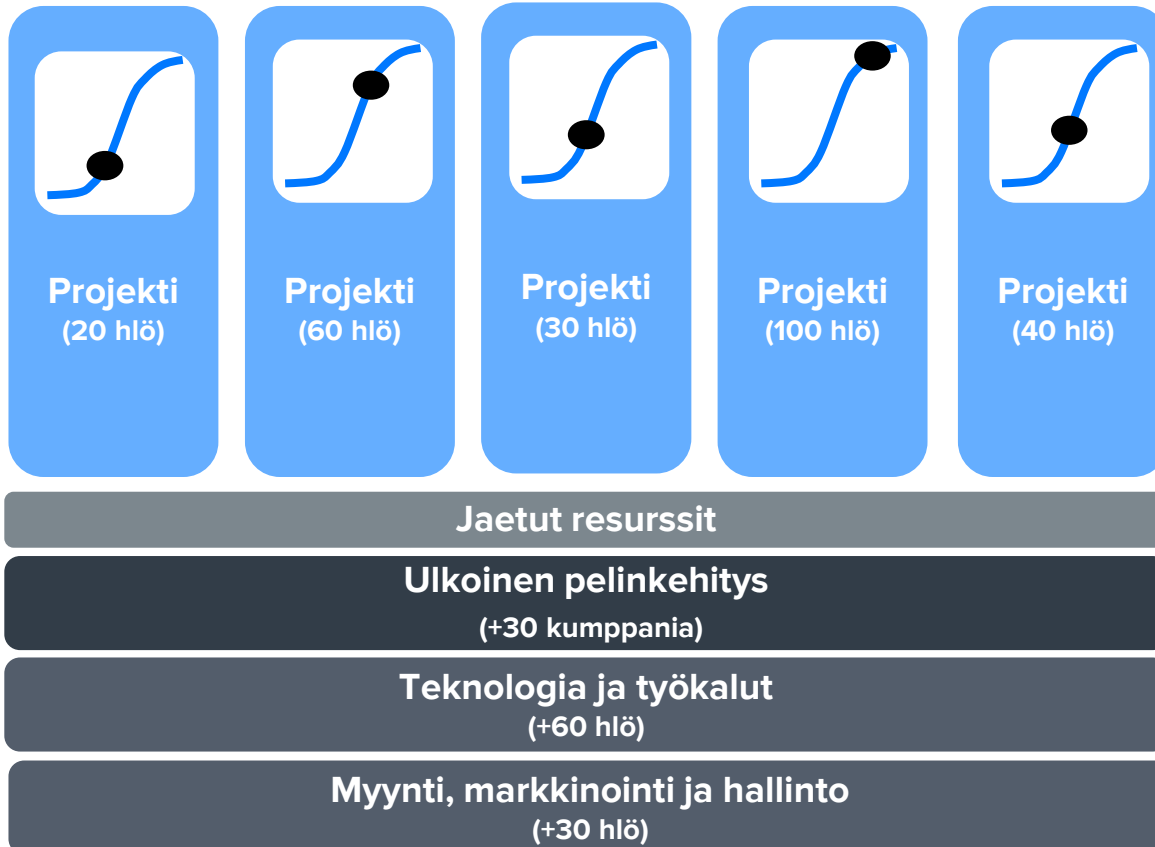 Projekti
(20 hlö)
Projekti
(60 hlö)
Projekti
(30 hlö)
Projekti
(100 hlö)
Projekti
(40 hlö)
Jaetut resurssit
Ulkoinen pelinkehitys
(+30 kumppania)
Teknologia ja työkalut
(+60 hlö)
Myynti, markkinointi ja hallinto
(+30 hlö)